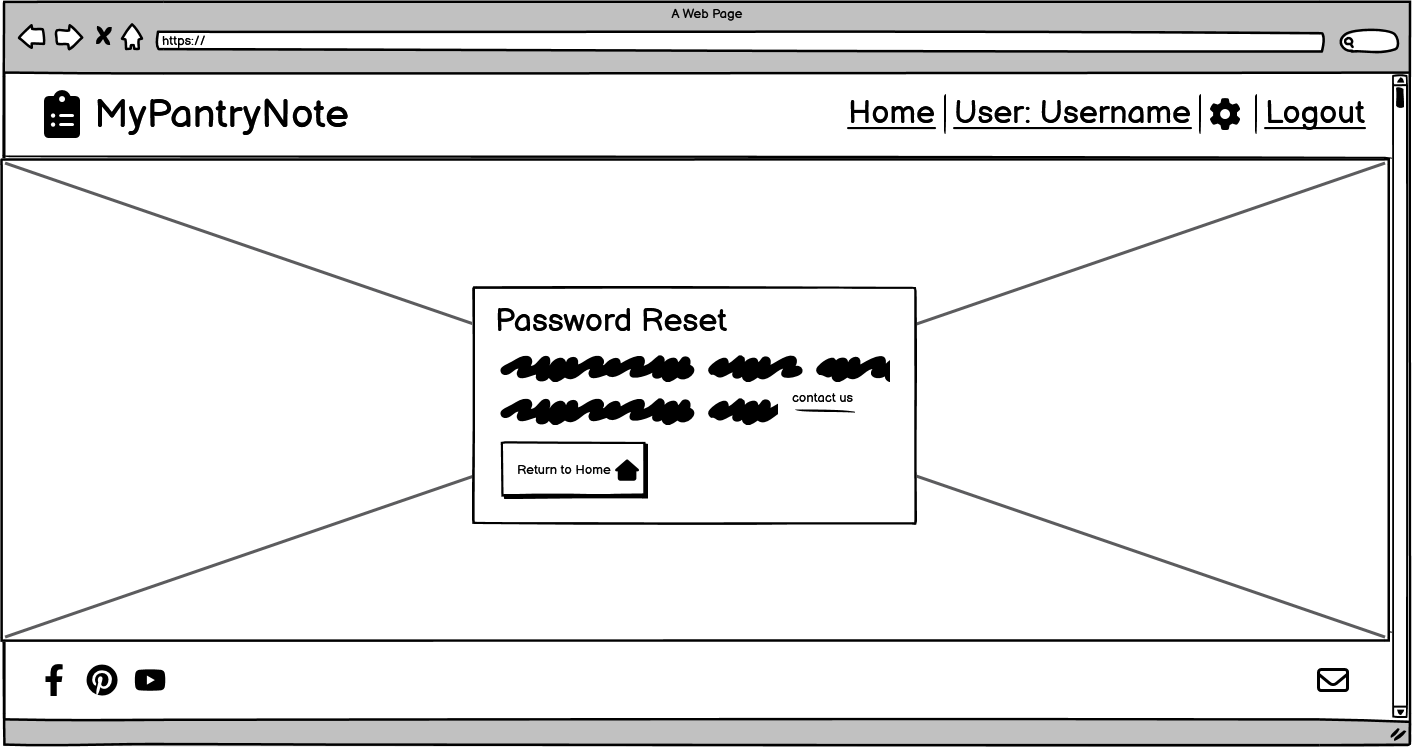 A Web Page
https://
MyPantryNote
Home User: Username Logout
Password Reset
contact us
Return to Home